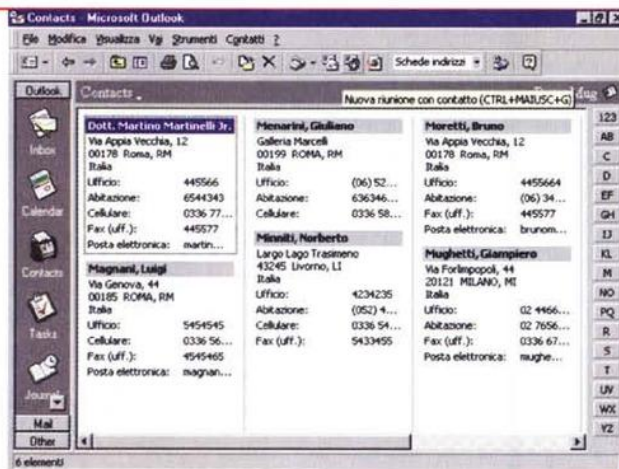 Contacts - Microsoft Outlook
File Modifica Visualizza Vai Strumenti Contatti ?
Schede indirizzi
Outlook
Contacts
Nuova riunione con contatto (CTRL+MAIUSC+G)
Inbox
Calendar
Contacts
Tasks
Journal
Mail
Other
Dott. Martino Martinelli Jr.
Via Appia Vecchia, 12
00178 Roma, RM
Italia
Ufficio: 445566
Abitazione: 6544343
Cellulare: 0336 77...
Fax (uff.): 445577
Posta elettronica: martin...
Magnani, Luigi
Via Genova, 44
00185 ROMA, RM
Italia
Ufficio: 5454545
Cellulare: 0336 56...
Fax (uff.): 4545465
Posta elettronica: magnan...
Menarini, Giuliano
Galleria Marcelli
00199 ROMA, RM
Italia
Ufficio: (06) 52...
Abitazione: 636346...
Cellulare: 0336 58...
Minniti, Norberto
Largo Lago Trasimeno
43245 Livorno, LI
Italia
Ufficio: 4234235
Abitazione: (052) 4...
Cellulare: 0336 54...
Fax (uff.): 5433455
Moretti, Bruno
Via Appia Vecchia, 12
00178 Roma, RM
Italia
Ufficio: 4455664
Abitazione: (06) 34...
Fax (uff.): 445577
Posta elettronica: brunom...
Mughetti, Giampiero
Via Forlimpopoli, 44
20121 MILANO, MI
Italia
Ufficio: 02 4466...
Abitazione: 02 7656...
Cellulare: 0336 67...
Posta elettronica: mughe...
123
AB
C
D
EF
GH
IJ
KL
M
NO
PQ
R
S
T
UV
WX
YZ
6 elementi